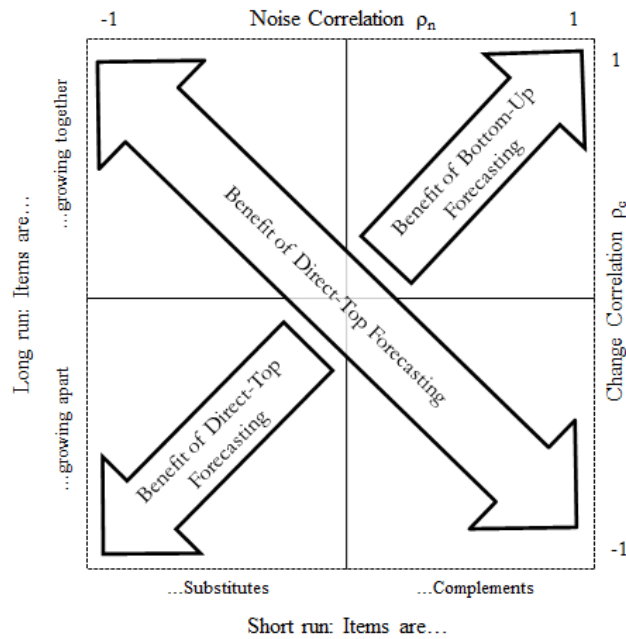 -1 Noise Correlation ρn 1
1
Long run: Items are...
...growing together
...growing apart
Benefit of Bottom-Up
Forecasting
Benefit of Direct-Top Forecasting
Benefit of Direct-Top
Forecasting
Change Correlation ρe
-1
...Substitutes ...Complements
Short run: Items are...